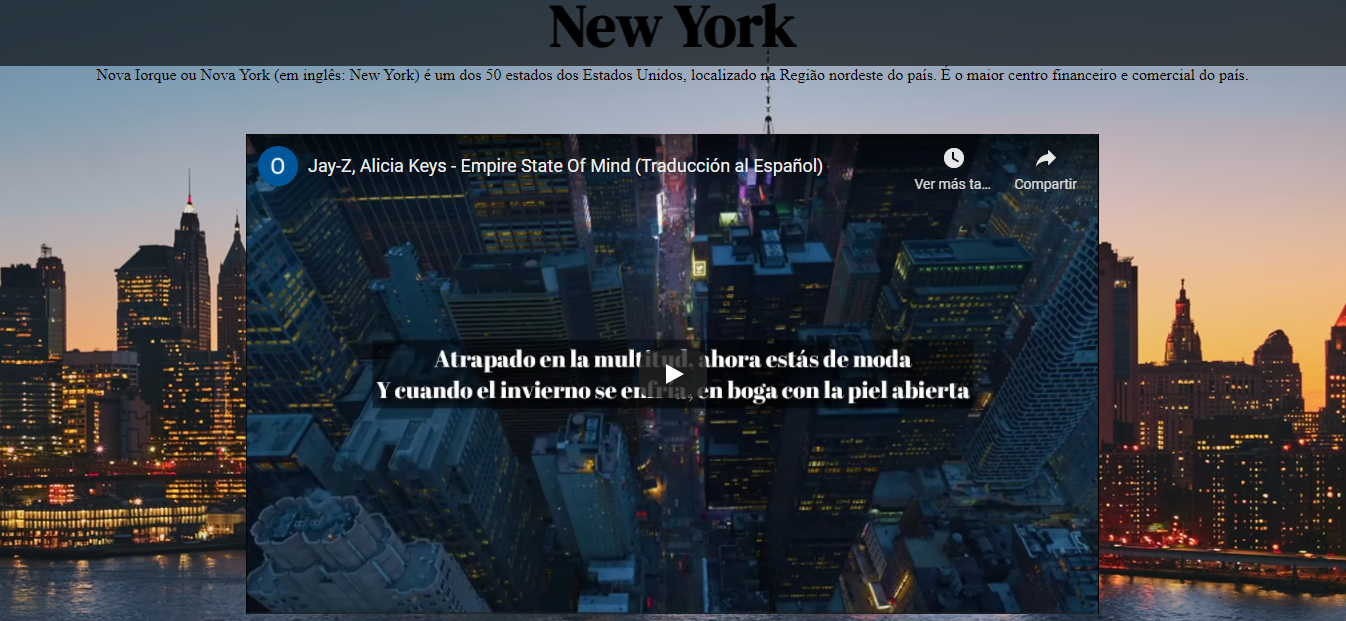 New York
Nova Iorque ou Nova York (em inglês: New York) é um dos 50 estados dos Estados Unidos, localizado na Região nordeste do país. É o maior centro financeiro e comercial do país.
O
Jay-Z, Alicia Keys - Empire State Of Mind (Traducción al Español)
Ver más ta...
Compartir
Atrapado en la multitud, ahora estás de moda
Y cuando el invierno se enfría, en boga con la piel abierta